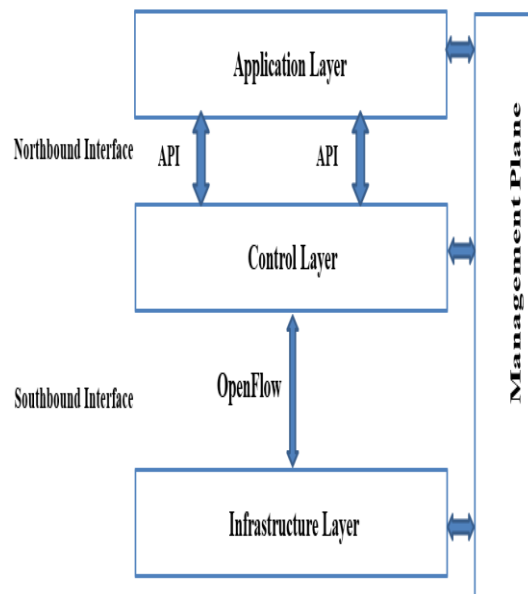 Application Layer
Northbound Interface
API
API
Control Layer
OpenFlow
Southbound Interface
Infrastructure Layer
Management Plane